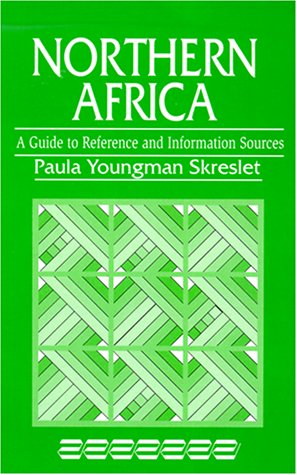 NORTHERN
AFRICA
A Guide to Reference and Information Sources
Paula Youngman Skreslet